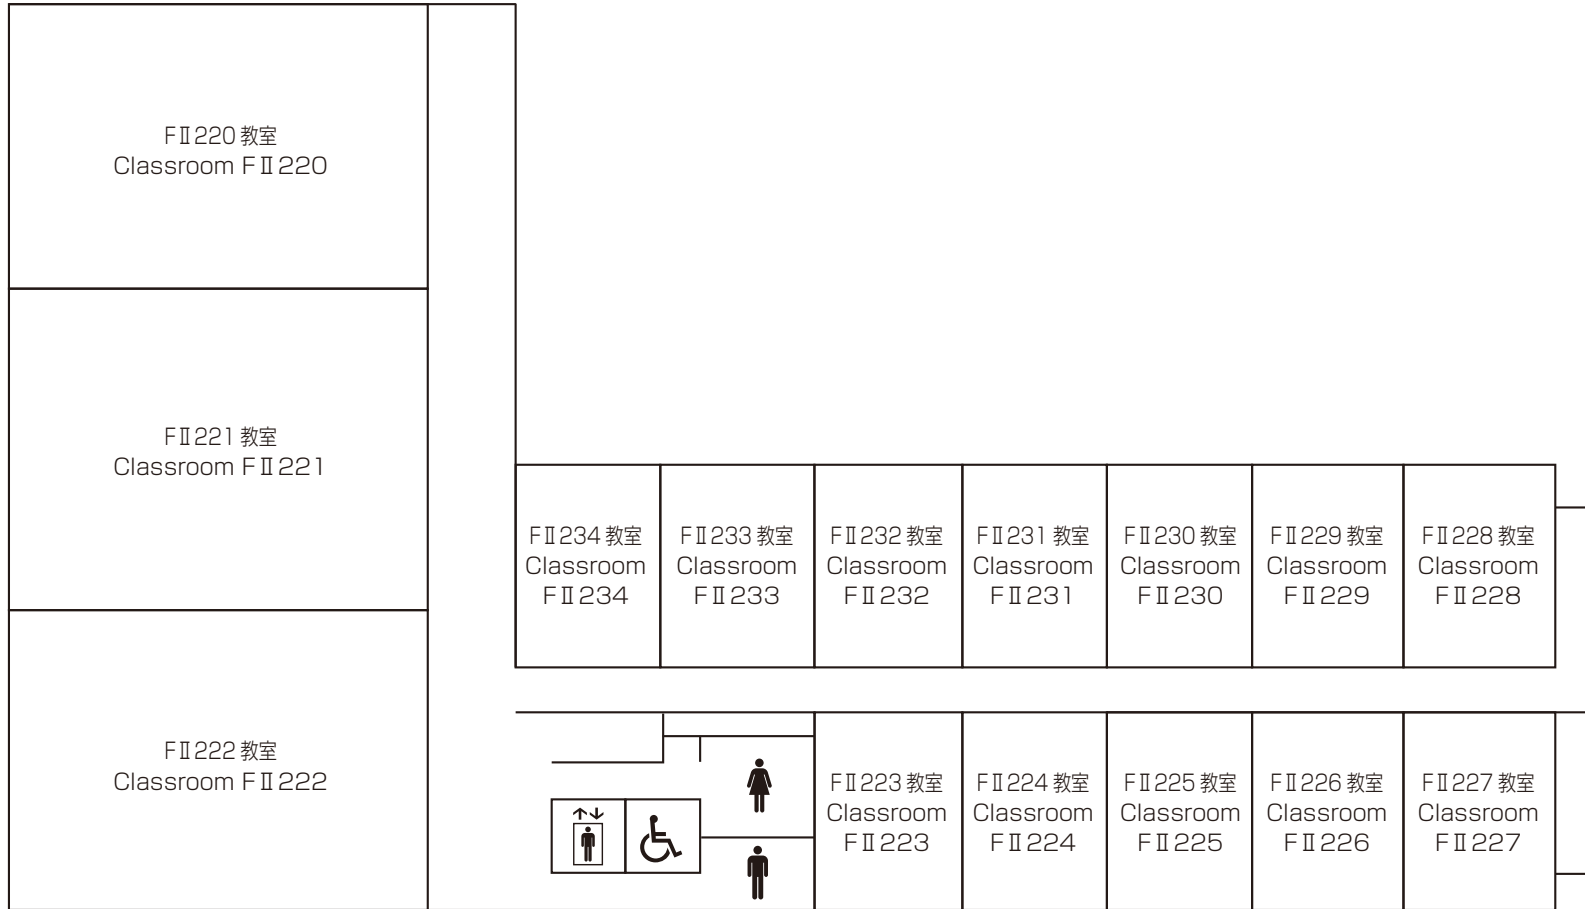 FⅡ220 教室
Classroom FⅡ220
FⅡ221 教室
Classroom FⅡ221
FⅡ222 教室
Classroom FⅡ222
FⅡ234 教室
Classroom
FⅡ234
FⅡ233 教室
Classroom
FⅡ233
FⅡ232 教室
Classroom
FⅡ232
FⅡ231 教室
Classroom
FⅡ231
FⅡ230 教室
Classroom
FⅡ230
FⅡ229 教室
Classroom
FⅡ229
FⅡ228 教室
Classroom
FⅡ228
FⅡ223 教室
Classroom
FⅡ223
FⅡ224 教室
Classroom
FⅡ224
FⅡ225 教室
Classroom
FⅡ225
FⅡ226 教室
Classroom
FⅡ226
FⅡ227 教室
Classroom
FⅡ227